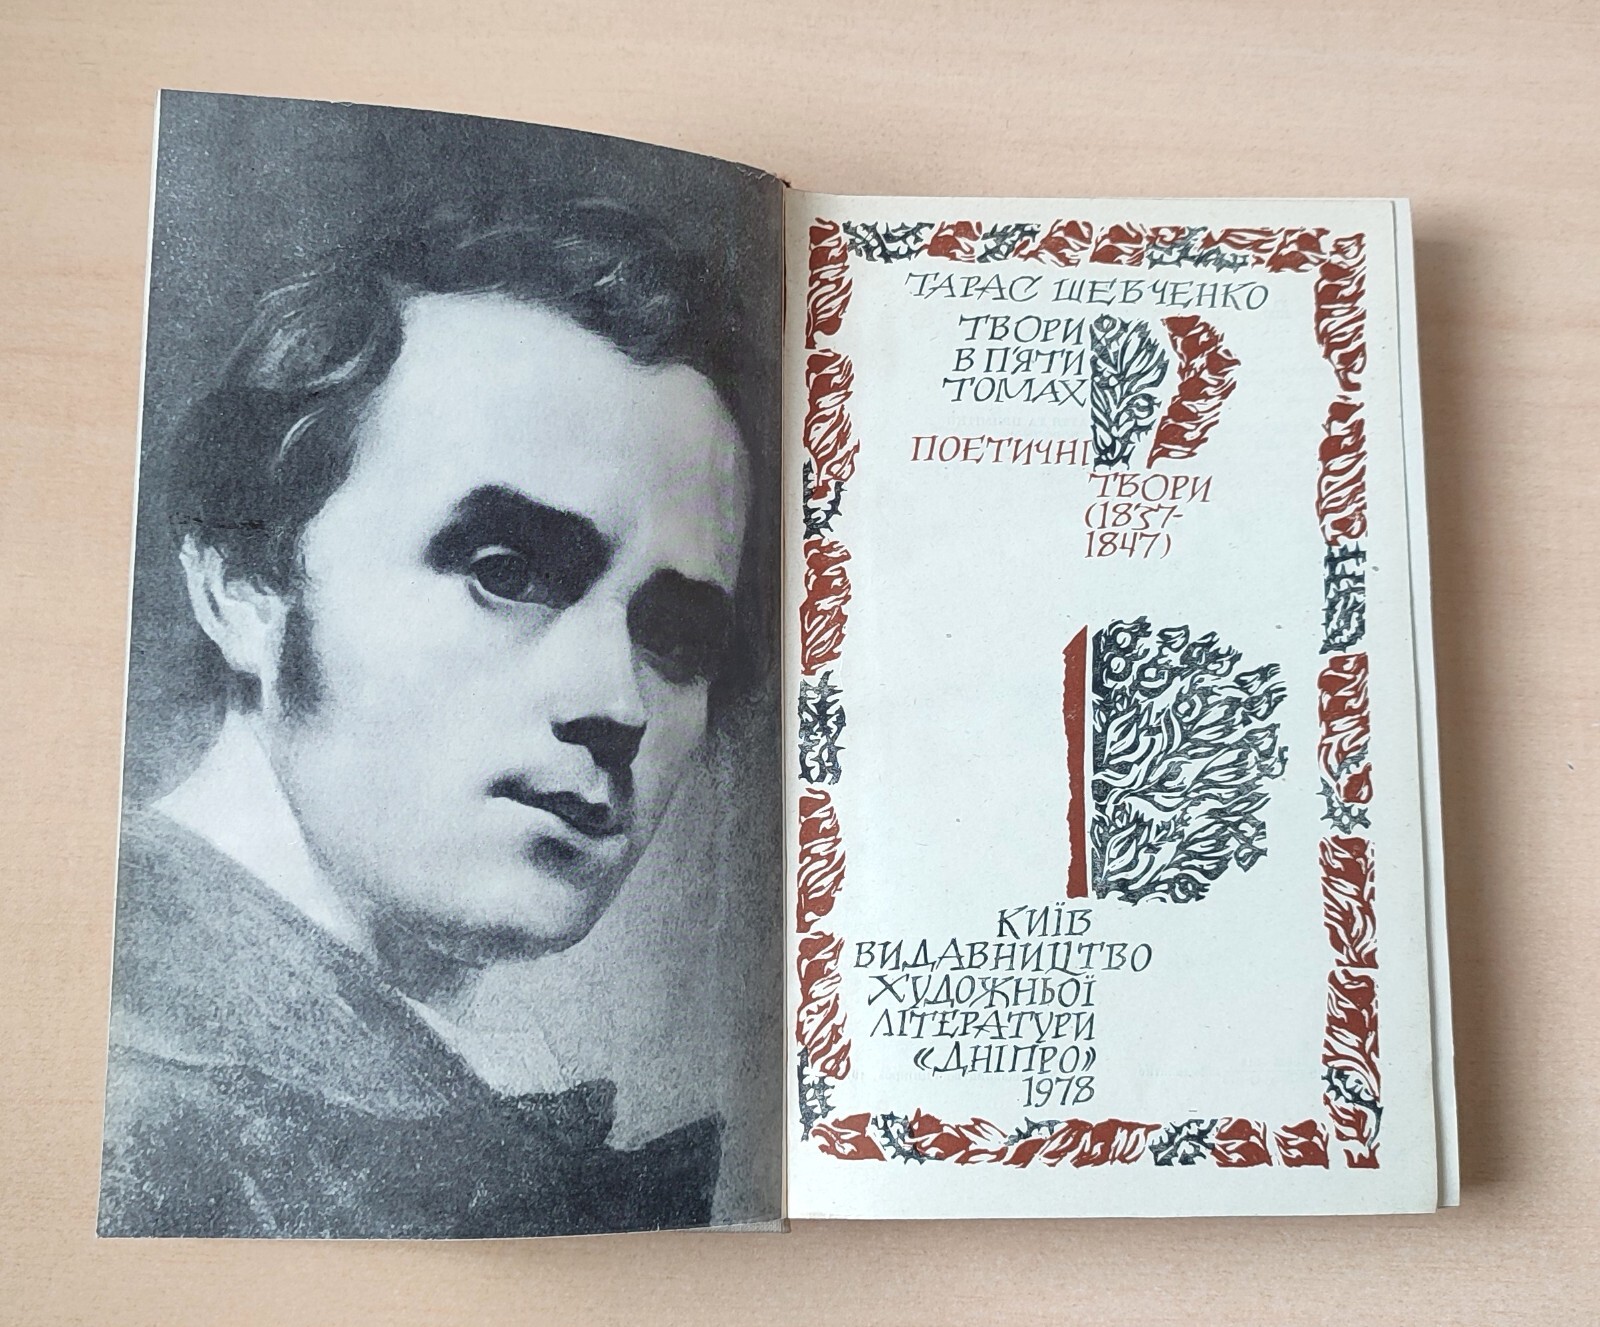 ТАРАС ШЕВЧЕНКО
ТВОРИ
В П'ЯТИ
ТОМАХ
ПОЕТИЧНІ
ТВОРИ
(1837-
1847)
КИЇВ
ВИДАВНИЦТВО
ХУДОЖНЬОЇ
ЛІТЕРАТУРИ
«ДНІПРО»
1978